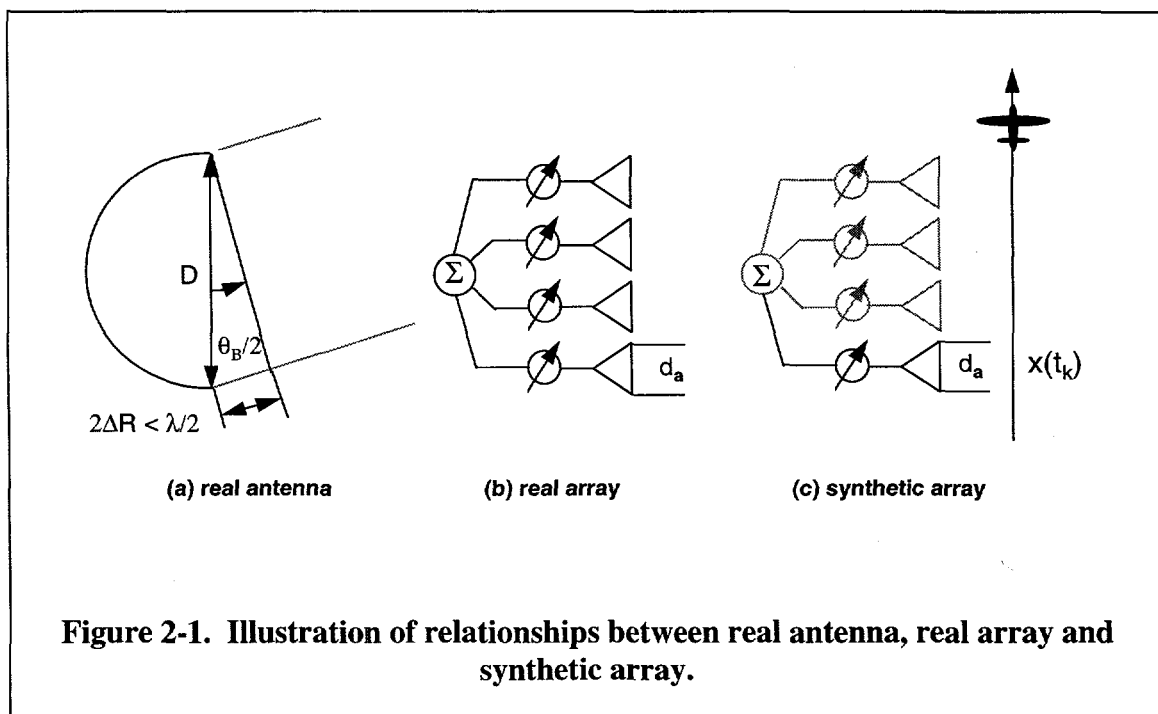 D
θB/2
2ΔR < λ/2
(a) real antenna
Σ
da
(b) real array
Σ
da
x(tk)
(c) synthetic array
Figure 2-1. Illustration of relationships between real antenna, real array and
synthetic array.